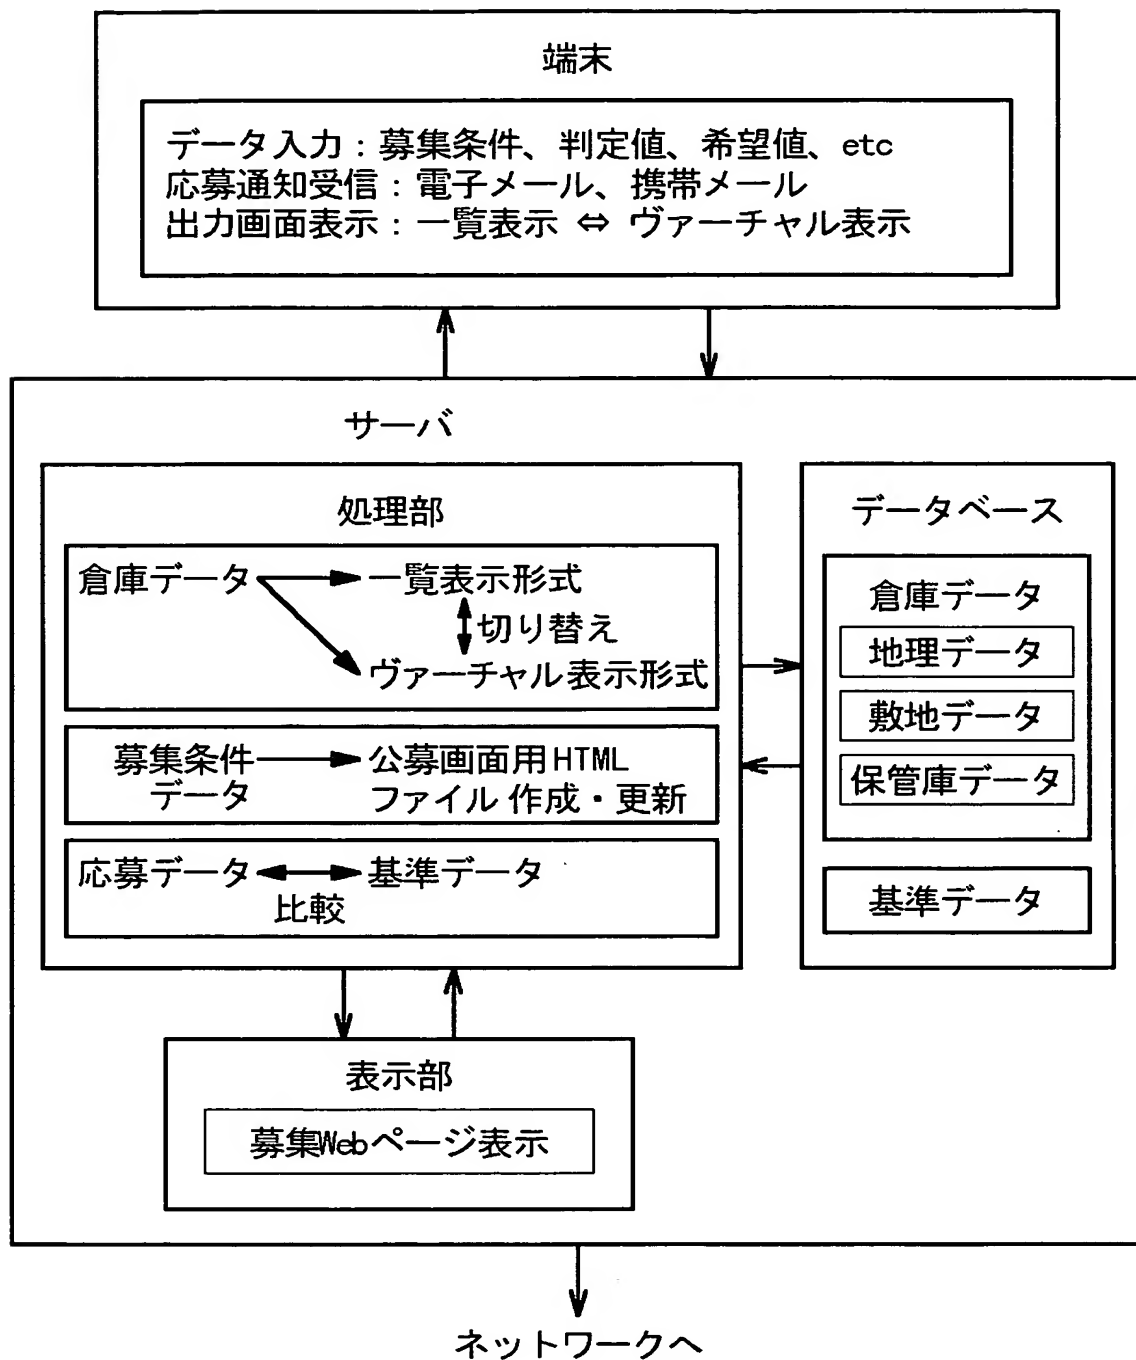 端末
データ入力：募集条件、判定値、希望値、etc
応募通知受信：電子メール、携帯メール
出力画面表示：一覧表示 ⇔ ヴァーチャル表示
サーバ
処理部
倉庫データ
一覧表示形式
切り替え
ヴァーチャル表示形式
募集条件
データ
公募画面用HTML
ファイル作成・更新
応募データ
基準データ
比較
データベース
倉庫データ
地理データ
敷地データ
保管庫データ
基準データ
表示部
募集Webページ表示
ネットワークへ